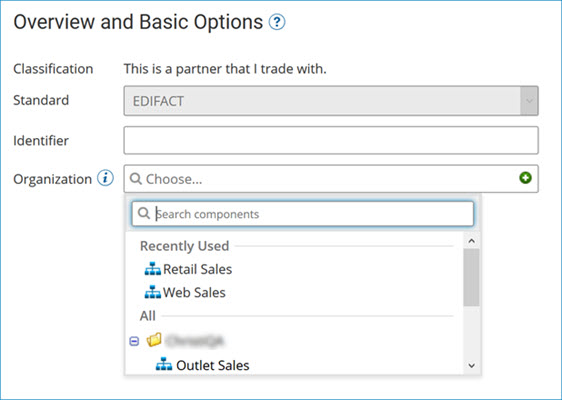 Overview and Basic Options ?
Classification This is a partner that I trade with.
Standard EDIFACT
Identifier
Organization i Choose...
Search components
Recently Used
Retail Sales
Web Sales
All
Outlet Sales